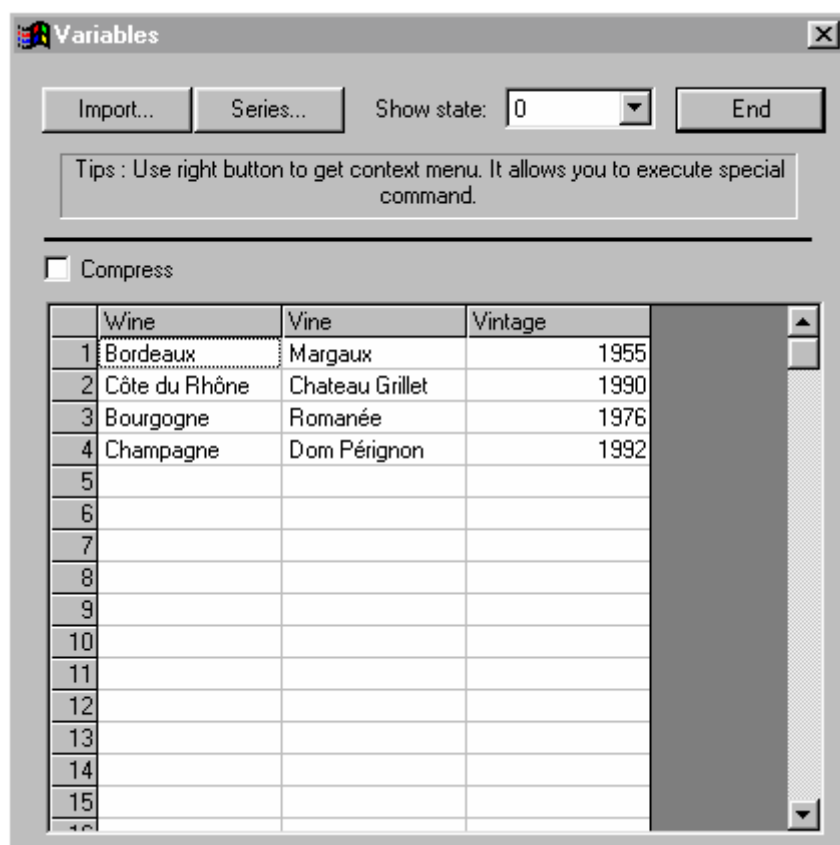 Variables
Import... Series... Show state: 0 End
Tips : Use right button to get context menu. It allows you to execute special
command.
Compress
Wine Vine Vintage
1 Bordeaux Margaux 1955
2 Côte du Rhône Chateau Grillet 1990
3 Bourgogne Romanée 1976
4 Champagne Dom Pérignon 1992
5
6
7
8
9
10
11
12
13
14
15